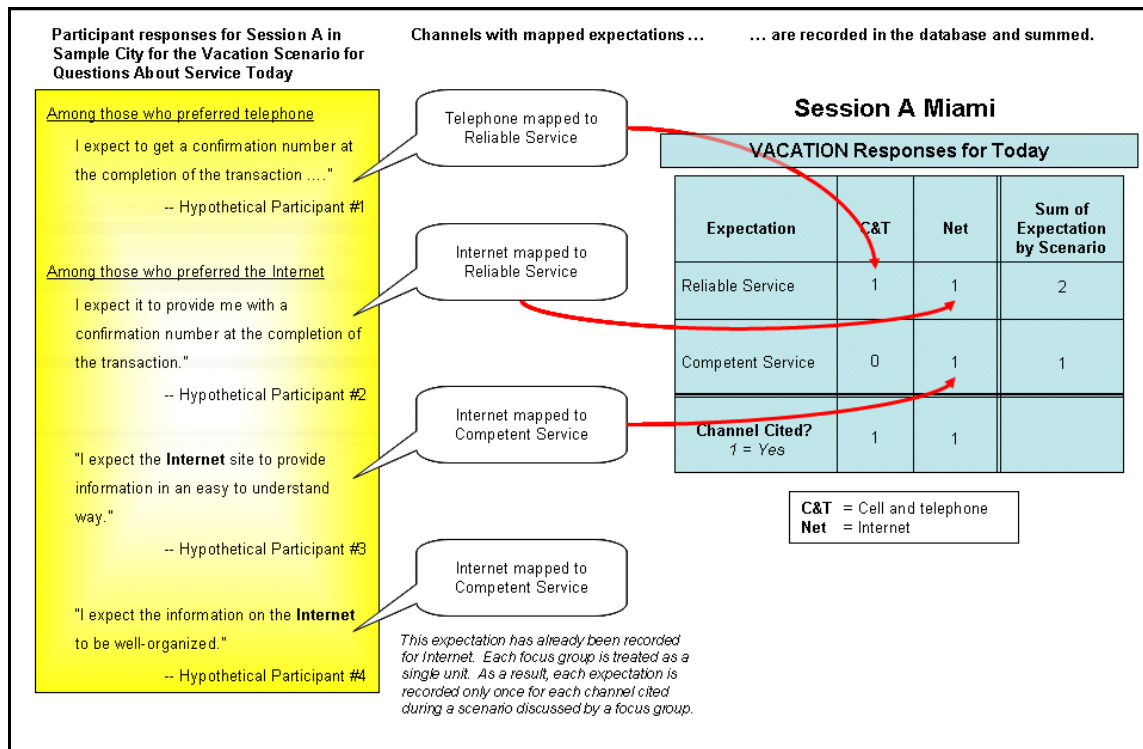 Participant responses for Session A in
Sample City for the Vacation Scenario for
Questions About Service Today
Channels with mapped expectations ...
... are recorded in the database and summed.
Among those who preferred telephone
I expect to get a confirmation number at
the completion of the transaction ...."
-- Hypothetical Participant #1
Among those who preferred the Internet
I expect it to provide me with a
confirmation number at the completion of
the transaction."
-- Hypothetical Participant #2
"I expect the Internet site to provide
information in an easy to understand
way."
-- Hypothetical Participant #3
"I expect the information on the Internet
to be well-organized."
-- Hypothetical Participant #4
Telephone mapped to
Reliable Service
Internet mapped to
Reliable Service
Internet mapped to
Competent Service
Internet mapped to
Competent Service
This expectation has already been recorded
for Internet. Each focus group is treated as a
single unit. As a result, each expectation is
recorded only once for each channel cited
during a scenario discussed by a focus group.
Session A Miami
VACATION Responses for Today
Expectation C&T Net Sum of
Expectation
by Scenario
Reliable Service 1 1 2
Competent Service 0 1 1
Channel Cited? 1 1
1 = Yes
C&T = Cell and telephone
Net = Internet